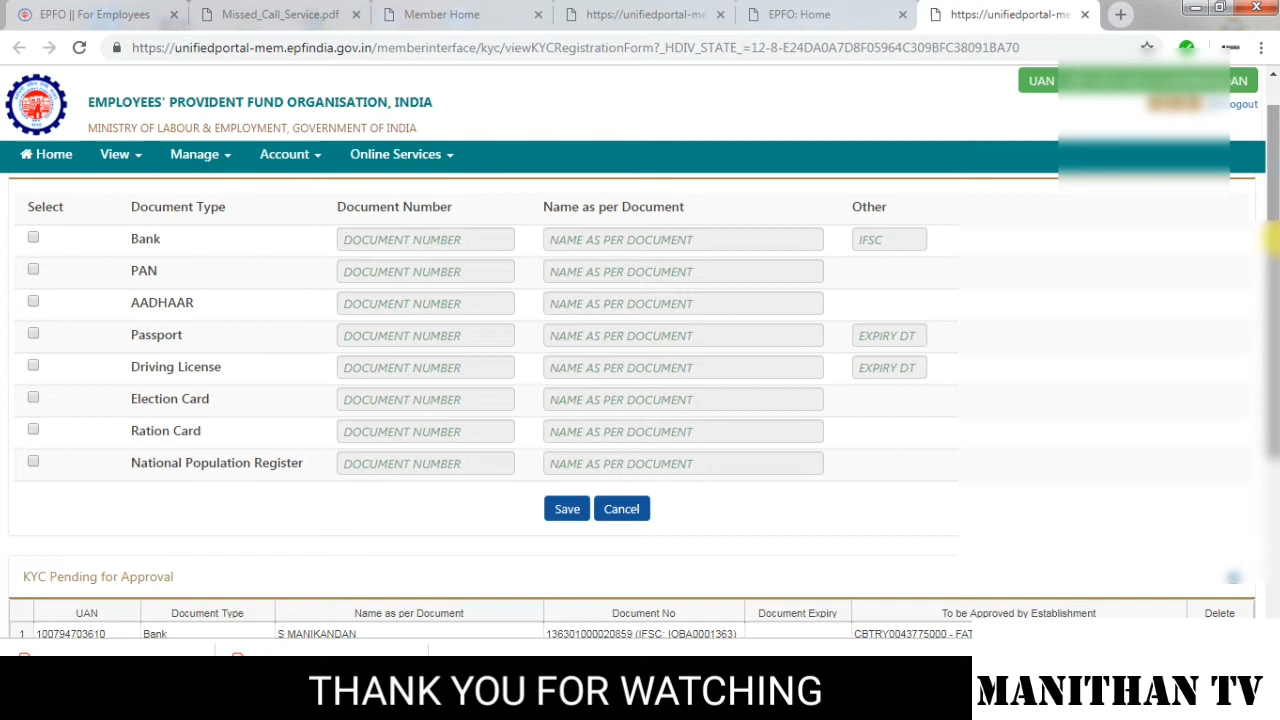 EPFO || For Employees
Missed_Call_Service.pdf
Member Home
https://unifiedportal-me
EPFO: Home
https://unifiedportal-me
https://unifiedportal-mem.epfindia.gov.in/memberinterface/kyc/viewKYCRegistrationForm?_HDIV_STATE_=12-8-E24DA0A7D8F05964C309BFC38091BA70
EMPLOYEES' PROVIDENT FUND ORGANISATION, INDIA
MINISTRY OF LABOUR & EMPLOYMENT, GOVERNMENT OF INDIA
UAN AN
ogout
Home View Manage Account Online Services
Select Document Type Document Number Name as per Document Other
Bank DOCUMENT NUMBER NAME AS PER DOCUMENT IFSC
PAN DOCUMENT NUMBER NAME AS PER DOCUMENT
AADHAAR DOCUMENT NUMBER NAME AS PER DOCUMENT
Passport DOCUMENT NUMBER NAME AS PER DOCUMENT EXPIRY DT
Driving License DOCUMENT NUMBER NAME AS PER DOCUMENT EXPIRY DT
Election Card DOCUMENT NUMBER NAME AS PER DOCUMENT
Ration Card DOCUMENT NUMBER NAME AS PER DOCUMENT
National Population Register DOCUMENT NUMBER NAME AS PER DOCUMENT
Save Cancel
KYC Pending for Approval
UAN Document Type Name as per Document Document No Document Expiry To be Approved by Establishment Delete
1 100794703610 Bank S MANIKANDAN 136301000020859 (IFSC: IOBA0001363) CBTRY0043775000 - FAT
THANK YOU FOR WATCHING
MANITHAN TV